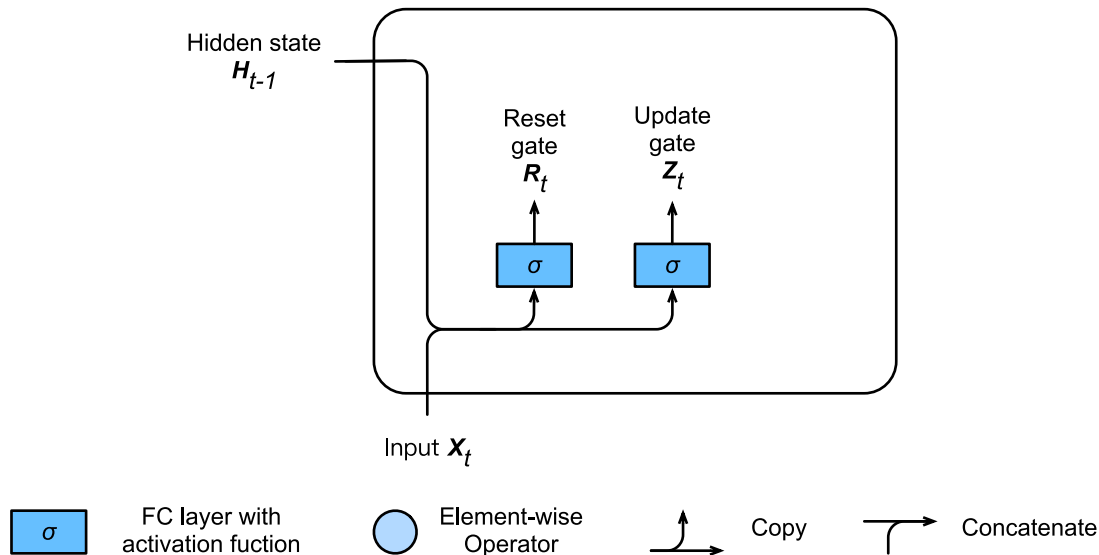 Hidden state
H_{t-1}
Reset
gate
R_t
Update
gate
Z_t
σ
σ
Input X_t
σ
FC layer with
activation fuction
Element-wise
Operator
Copy
Concatenate